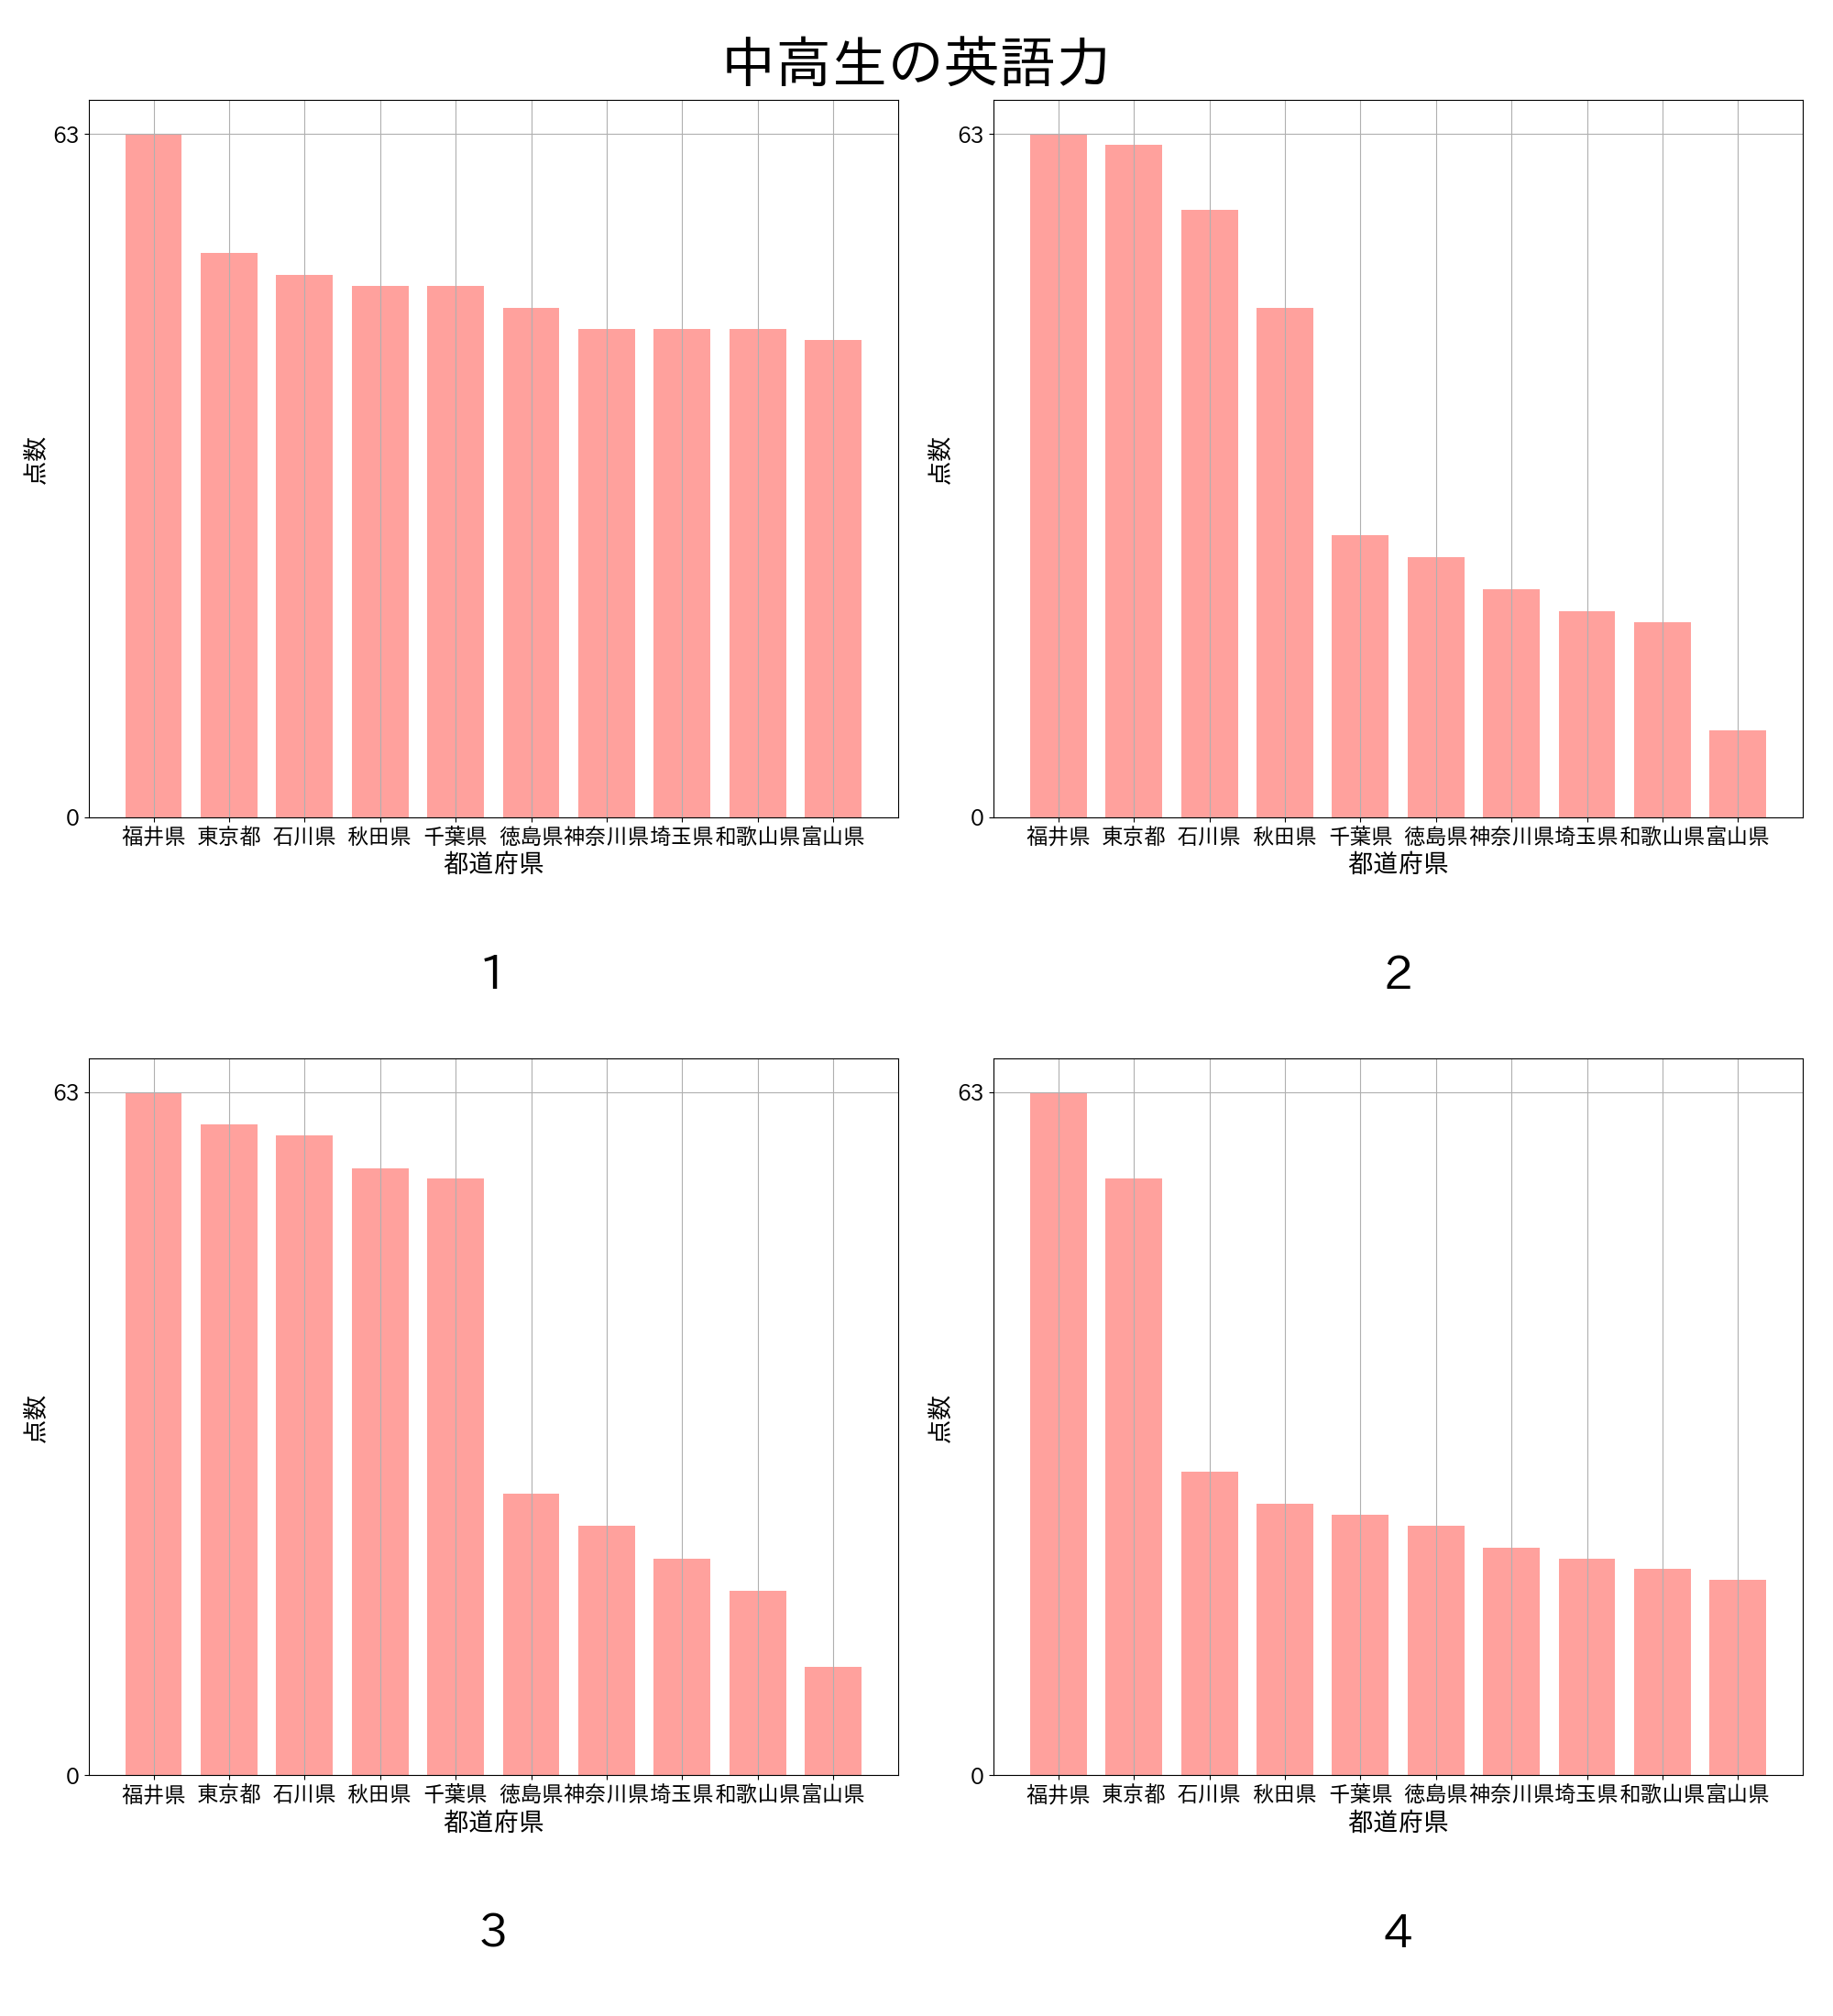 中高生の英語力
63
点数
0
福井県 東京都 石川県 秋田県 千葉県 徳島県 神奈川県 埼玉県 和歌山県 富山県
都道府県
1
63
点数
0
福井県 東京都 石川県 秋田県 千葉県 徳島県 神奈川県 埼玉県 和歌山県 富山県
都道府県
2
63
点数
0
福井県 東京都 石川県 秋田県 千葉県 徳島県 神奈川県 埼玉県 和歌山県 富山県
都道府県
3
63
点数
0
福井県 東京都 石川県 秋田県 千葉県 徳島県 神奈川県 埼玉県 和歌山県 富山県
都道府県
4